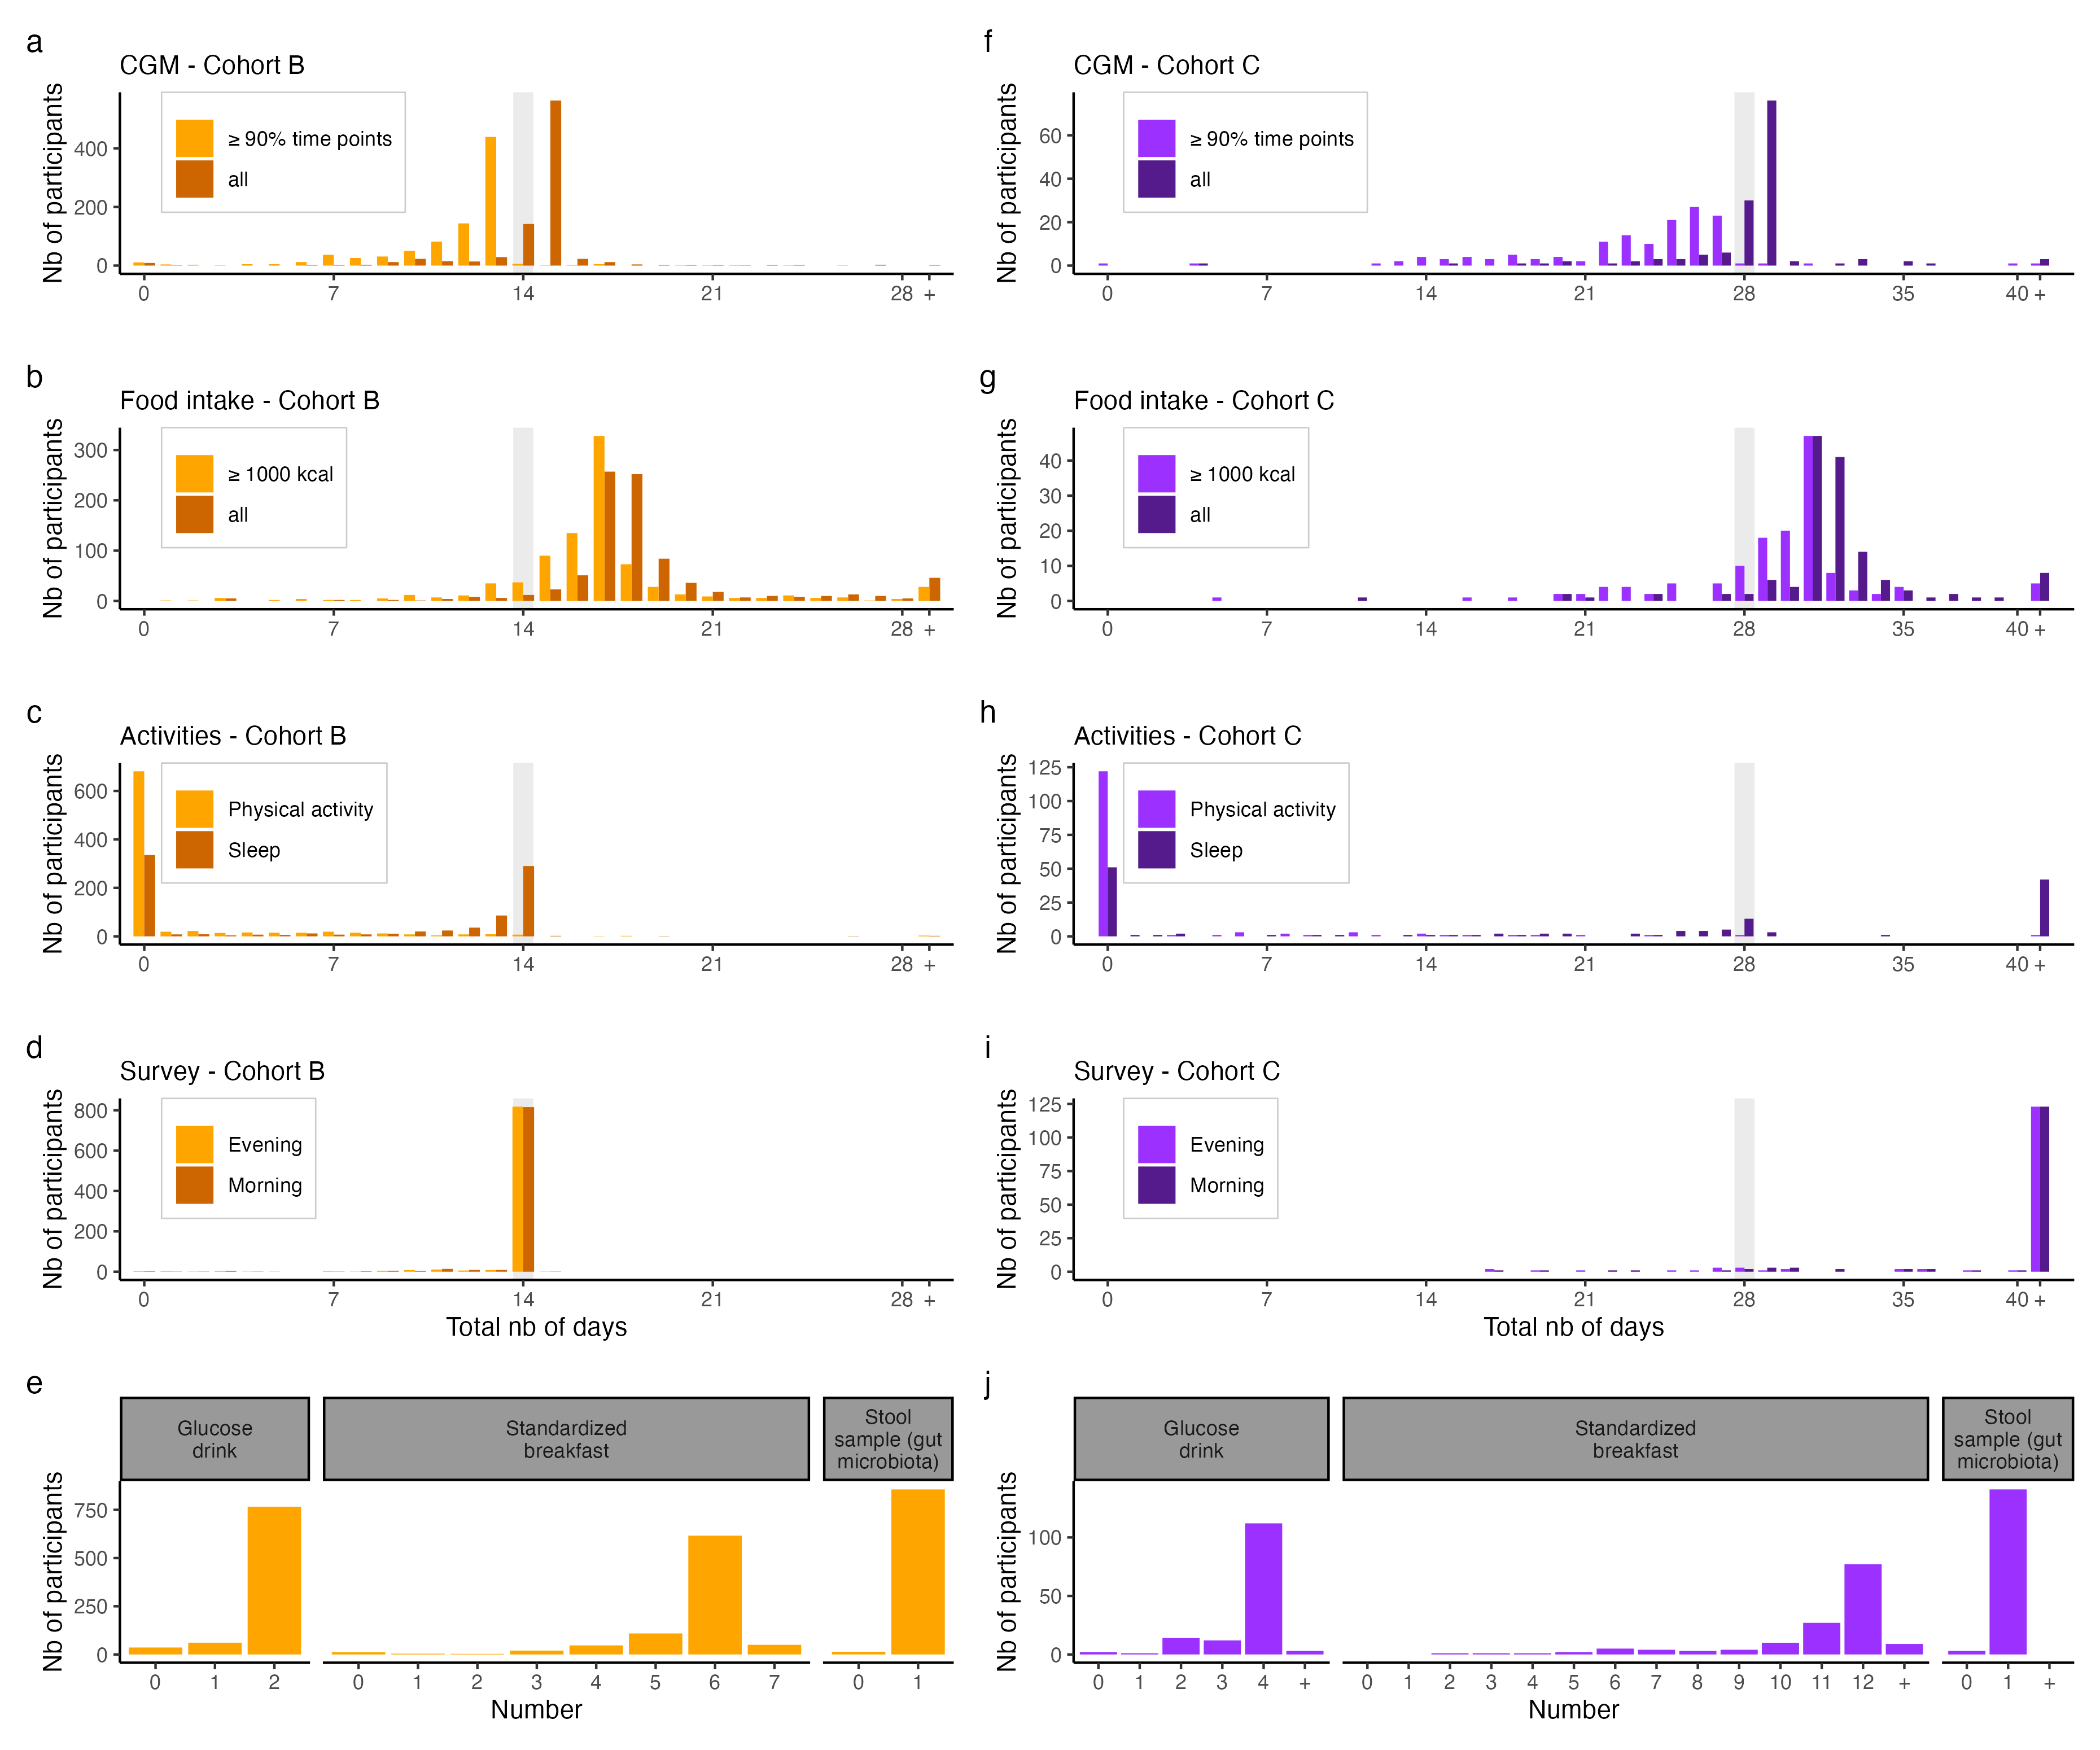 a
CGM - Cohort B
Nb of participants
400
200
0
≥ 90% time points
all
0 7 14 21 28 +
b
Food intake - Cohort B
Nb of participants
300
200
100
0
≥ 1000 kcal
all
0 7 14 21 28 +
c
Activities - Cohort B
Nb of participants
600
400
200
0
Physical activity
Sleep
0 7 14 21 28 +
d
Survey - Cohort B
Nb of participants
800
600
400
200
0
Evening
Morning
0 7 14 21 28 +
Total nb of days
e
Glucose
drink
Standardized
breakfast
Stool
sample (gut
microbiota)
Nb of participants
750
500
250
0
0 1 2 0 1 2 3 4 5 6 7 0 1
Number
f
CGM - Cohort C
Nb of participants
60
40
20
0
≥ 90% time points
all
0 7 14 21 28 35 40 +
g
Food intake - Cohort C
Nb of participants
40
30
20
10
0
≥ 1000 kcal
all
0 7 14 21 28 35 40 +
h
Activities - Cohort C
Nb of participants
125
100
75
50
25
0
Physical activity
Sleep
0 7 14 21 28 35 40 +
i
Survey - Cohort C
Nb of participants
125
100
75
50
25
0
Evening
Morning
0 7 14 21 28 35 40 +
Total nb of days
j
Glucose
drink
Standardized
breakfast
Stool
sample (gut
microbiota)
Nb of participants
100
50
0
0 1 2 3 4 + 0 1 2 3 4 5 6 7 8 9 10 11 12 + 0 1 +
Number